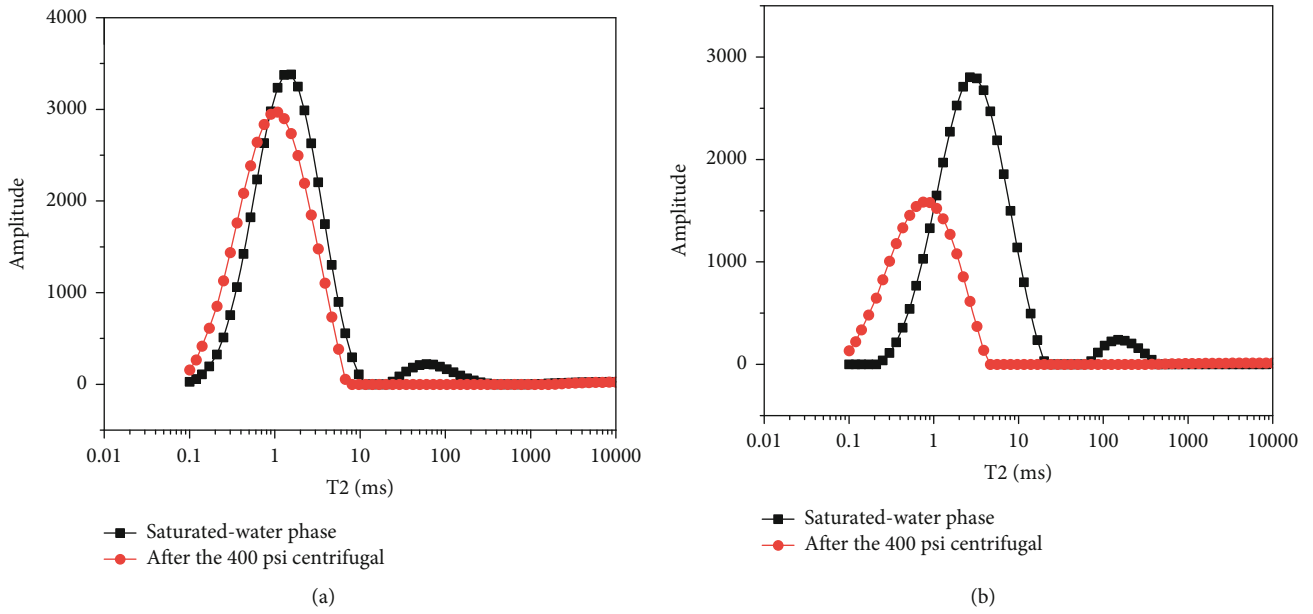 4000
3000
2000
1000
0
Amplitude
0.01 0.1 1 10 100 1000 10000
T2 (ms)
Saturated-water phase
After the 400 psi centrifugal
(a)
3000
2000
1000
0
Amplitude
0.01 0.1 1 10 100 1000 10000
T2 (ms)
Saturated-water phase
After the 400 psi centrifugal
(b)